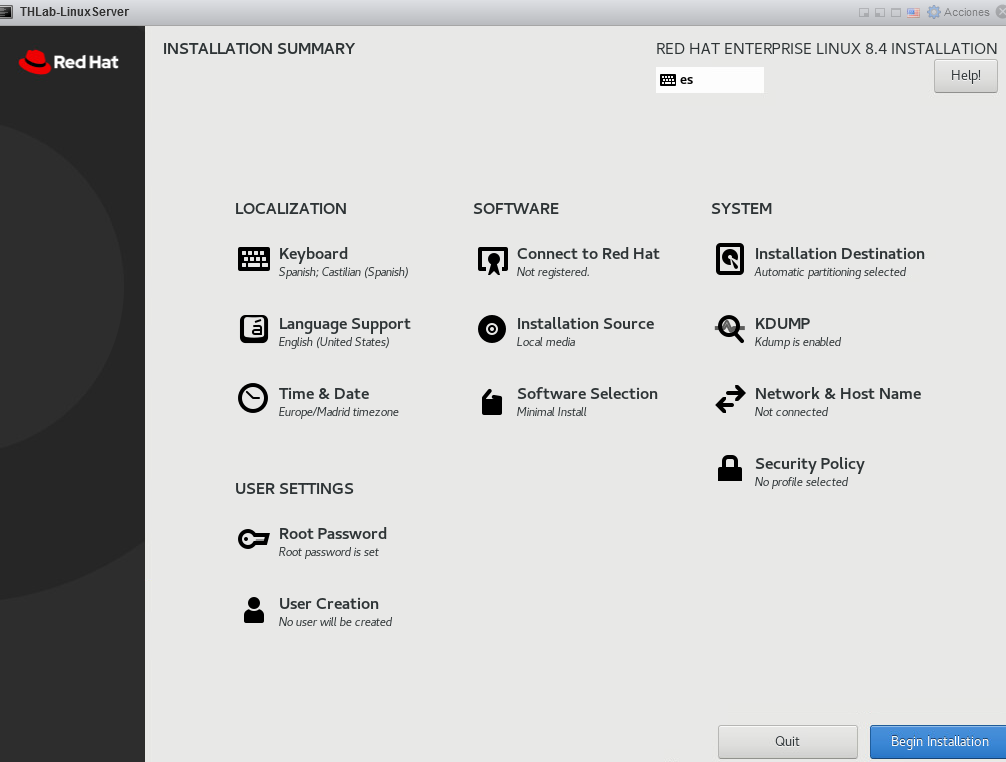 THLab-LinuxServer
Acciones
Red Hat
INSTALLATION SUMMARY
RED HAT ENTERPRISE LINUX 8.4 INSTALLATION
es
Help!
LOCALIZATION
Keyboard
Spanish; Castilian (Spanish)
Language Support
English (United States)
Time & Date
Europe/Madrid timezone
SOFTWARE
Connect to Red Hat
Not registered.
Installation Source
Local media
Software Selection
Minimal Install
SYSTEM
Installation Destination
Automatic partitioning selected
KDUMP
Kdump is enabled
Network & Host Name
Not connected
Security Policy
No profile selected
USER SETTINGS
Root Password
Root password is set
User Creation
No user will be created
Quit
Begin Installation